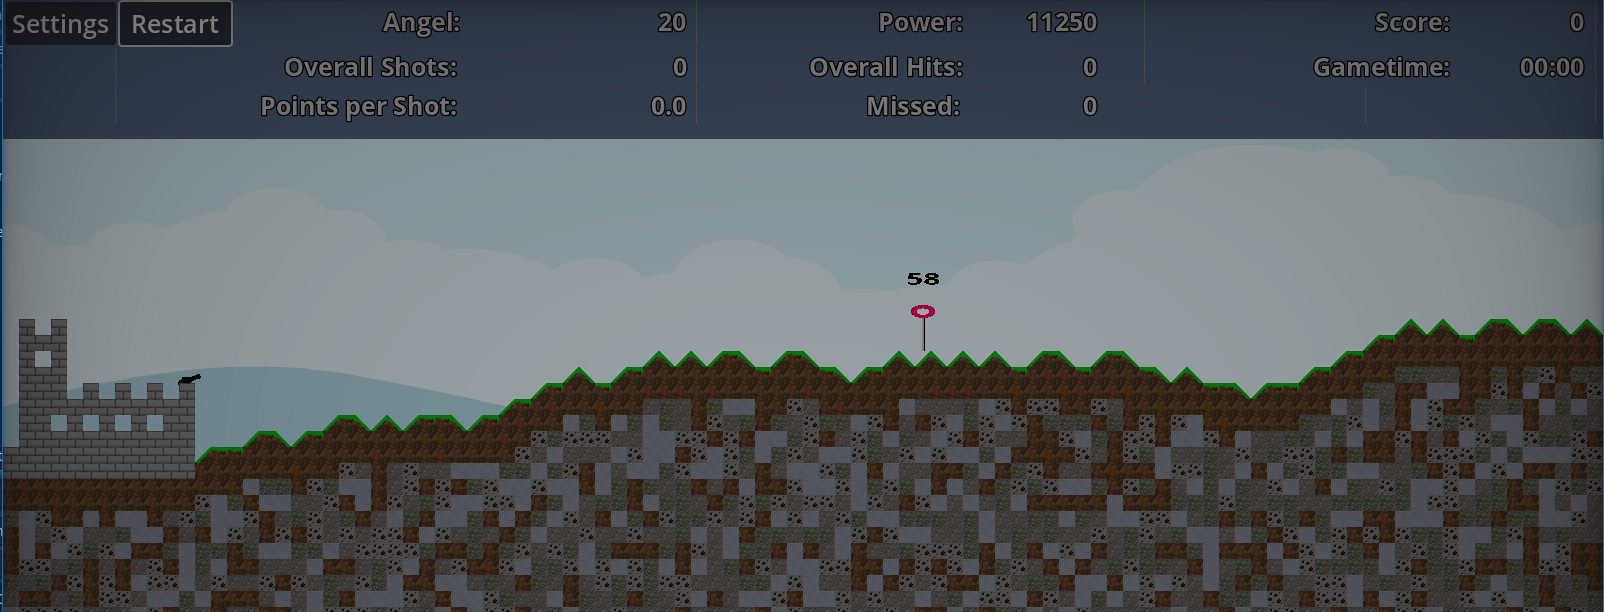 Settings Restart Angel: 20 Power: 11250 Score: 0
Overall Shots: 0 Overall Hits: 0 Gametime: 00:00
Points per Shot: 0.0 Missed: 0
58